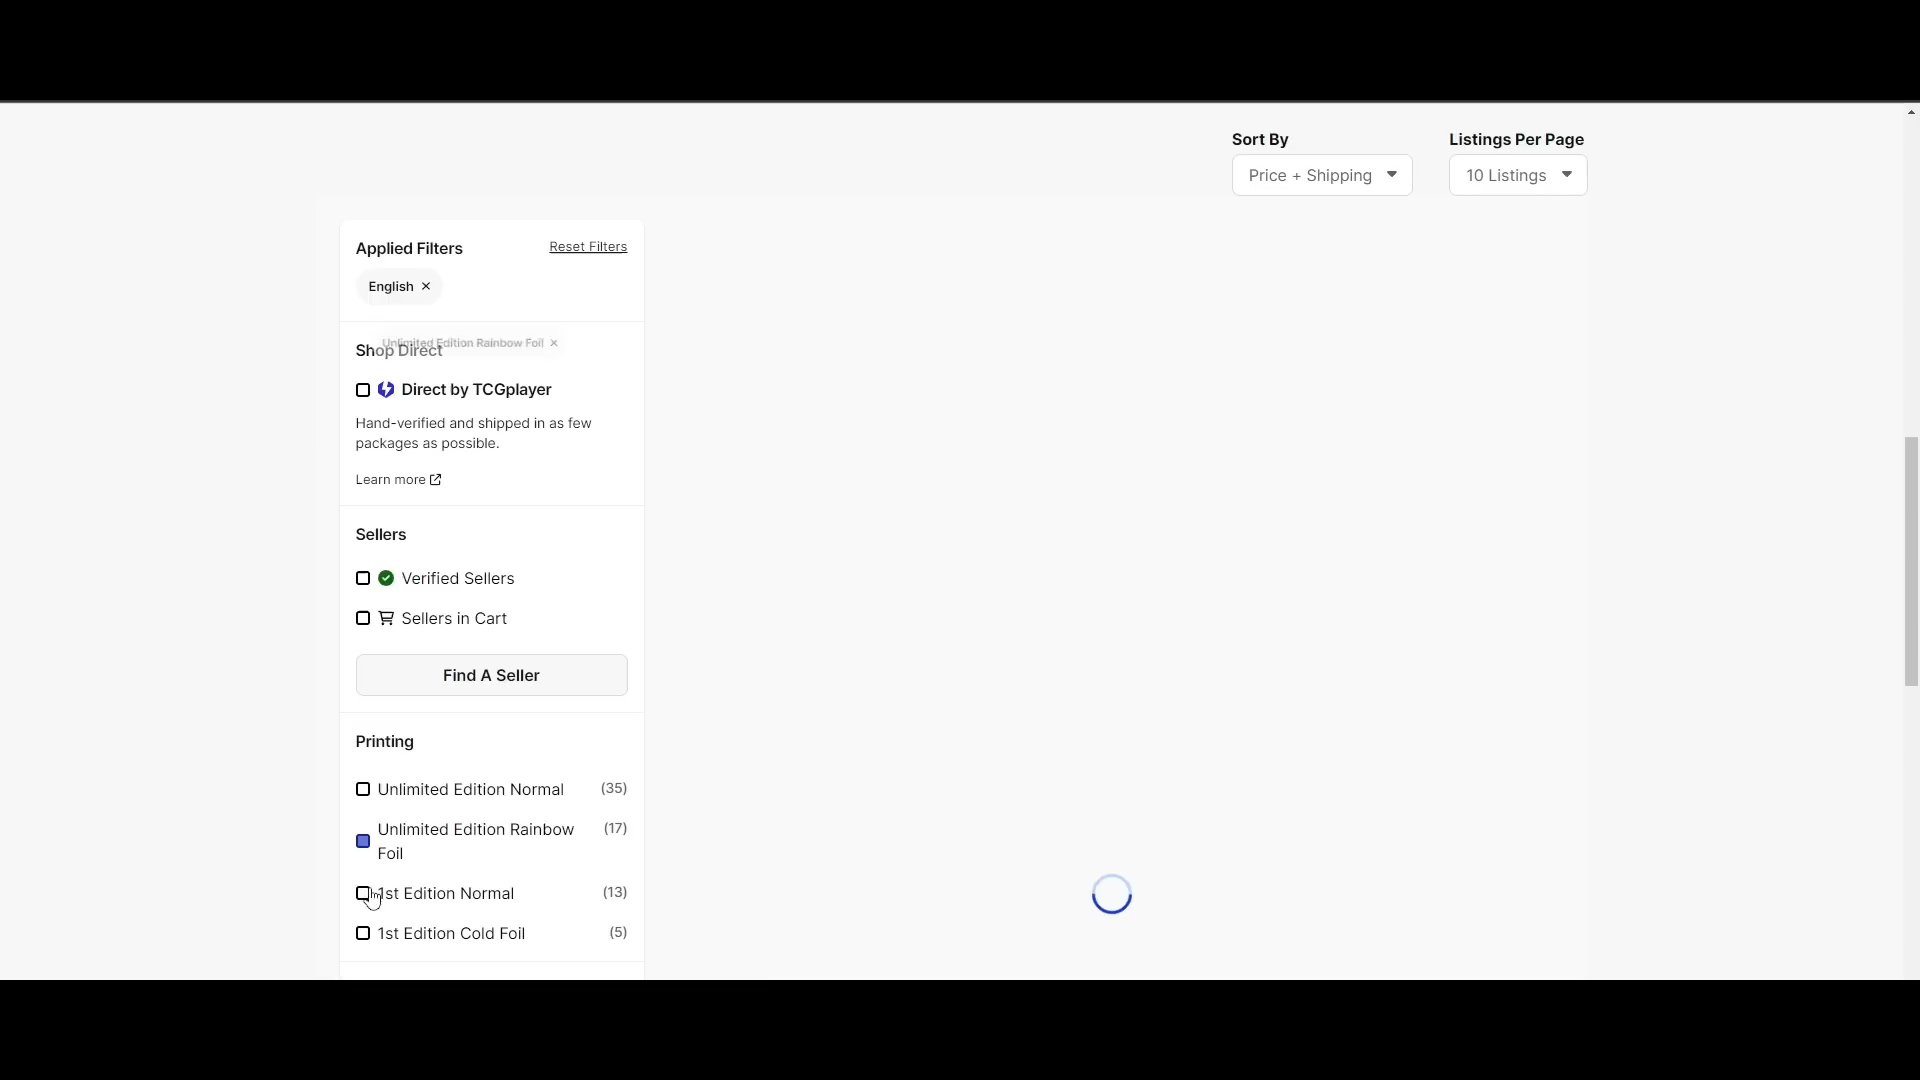 Sort By
Listings Per Page
Price + Shipping
10 Listings
Applied Filters
Reset Filters
English ×
Unlimited Edition Rainbow Foil ×
Shop Direct
Direct by TCGplayer
Hand-verified and shipped in as few
packages as possible.
Learn more
Sellers
Verified Sellers
Sellers in Cart
Find A Seller
Printing
Unlimited Edition Normal (35)
Unlimited Edition Rainbow (17)
Foil
1st Edition Normal (13)
1st Edition Cold Foil (5)